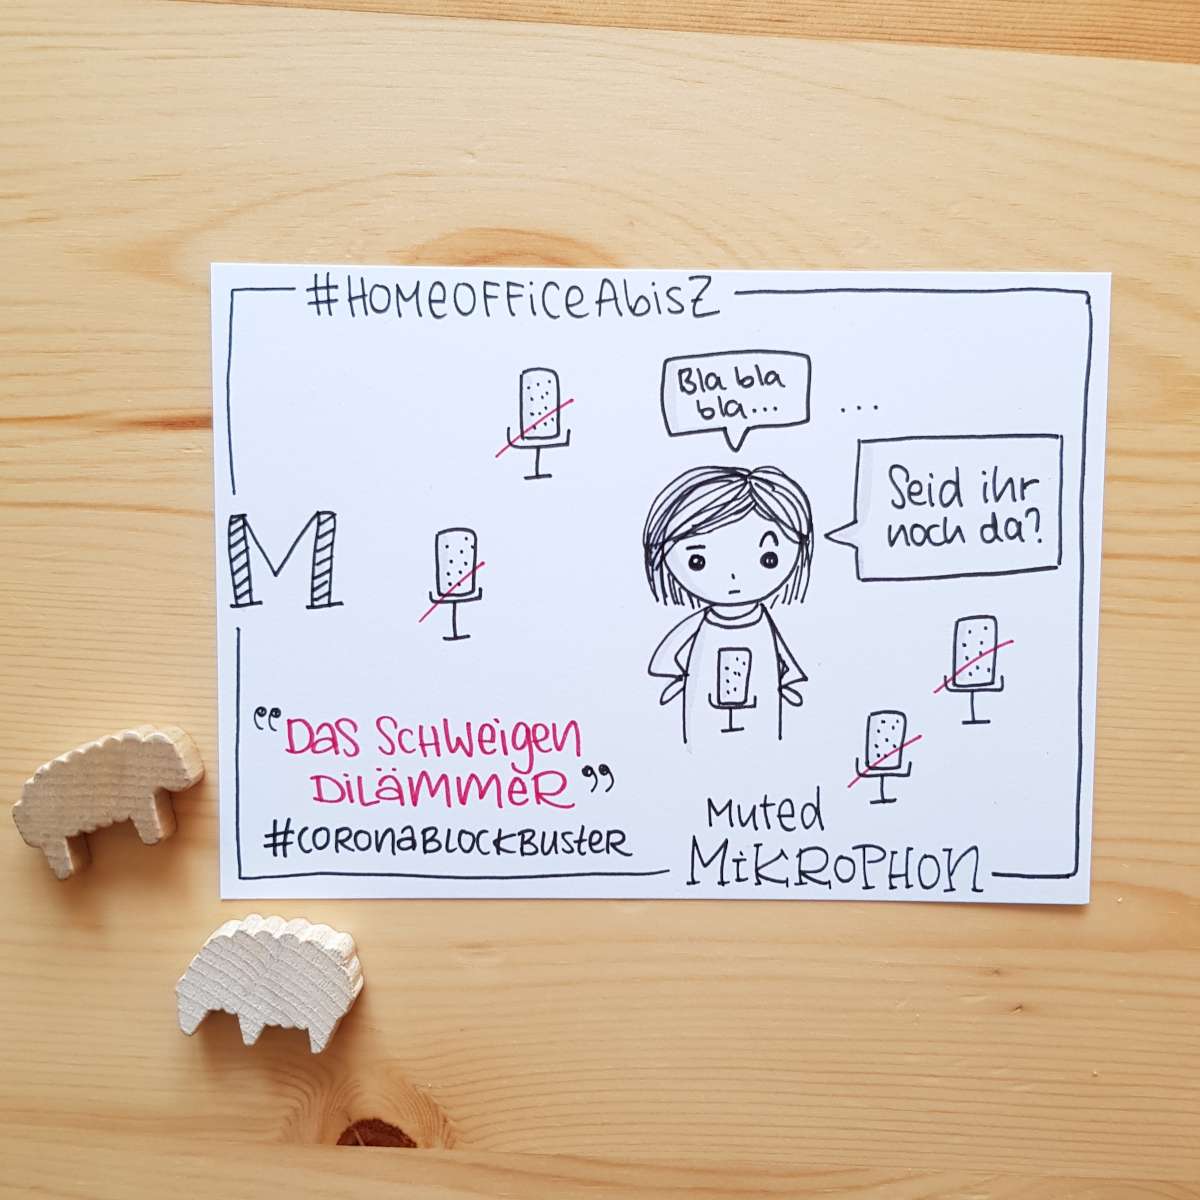 #HOMEOFFICEAbisZ
Bla bla
bla...
...
Seid ihr
noch da?
M
"DAS SCHWEIGEN
DILÄMMER"
#CORONABLOCKBUSTER
MUTED
MIKROPHON